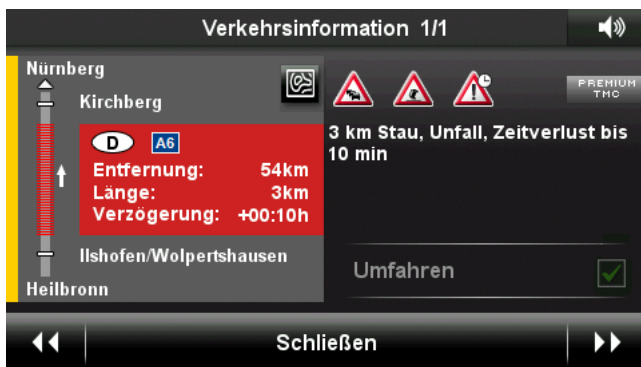 Verkehrsinformation 1/1
Nürnberg
Kirchberg
D A6
Entfernung: 54km
Länge: 3km
Verzögerung: +00:10h
Ilshofen/Wolpertshausen
Heilbronn
PREMIUM
TMC
3 km Stau, Unfall, Zeitverlust bis
10 min
Umfahren
Schließen